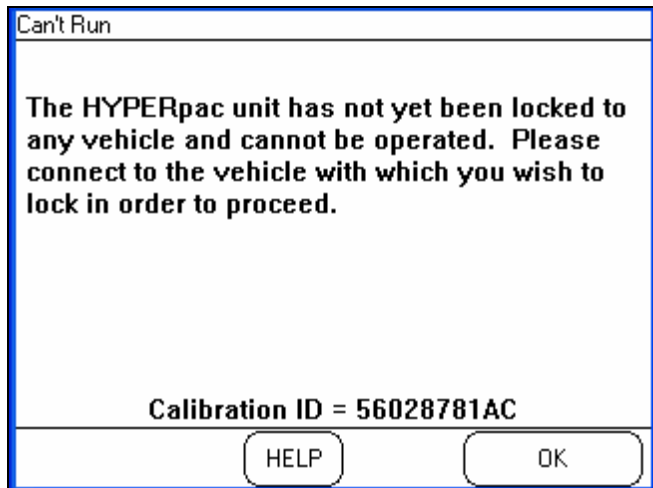 Can't Run
The HYPERpac unit has not yet been locked to
any vehicle and cannot be operated.  Please
connect to the vehicle with which you wish to
lock in order to proceed.
Calibration ID = 56028781AC
HELP OK